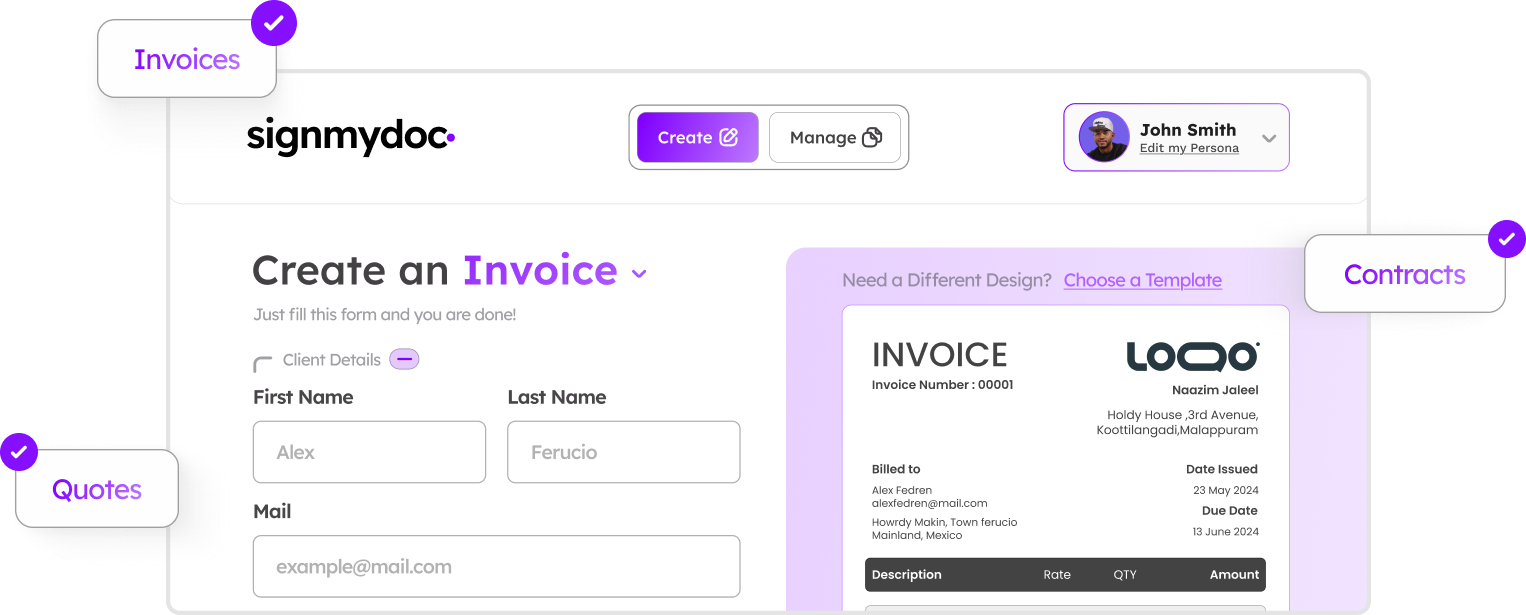 Invoices
signmydoc
Create
Manage
John Smith
Edit my Persona
Create an Invoice
Just fill this form and you are done!
Client Details
First Name
Last Name
Alex
Ferucio
Mail
example@mail.com
Quotes
Contracts
Need a Different Design? Choose a Template
INVOICE
Invoice Number : 00001
LOQO
Naazim Jaleel
Holdy House ,3rd Avenue,
Koottilangadi,Malappuram
Billed to
Alex Fedren
alexfedren@mail.com
Howrdy Makin, Town ferucio
Mainland, Mexico
Date Issued
23 May 2024
Due Date
13 June 2024
Description Rate QTY Amount